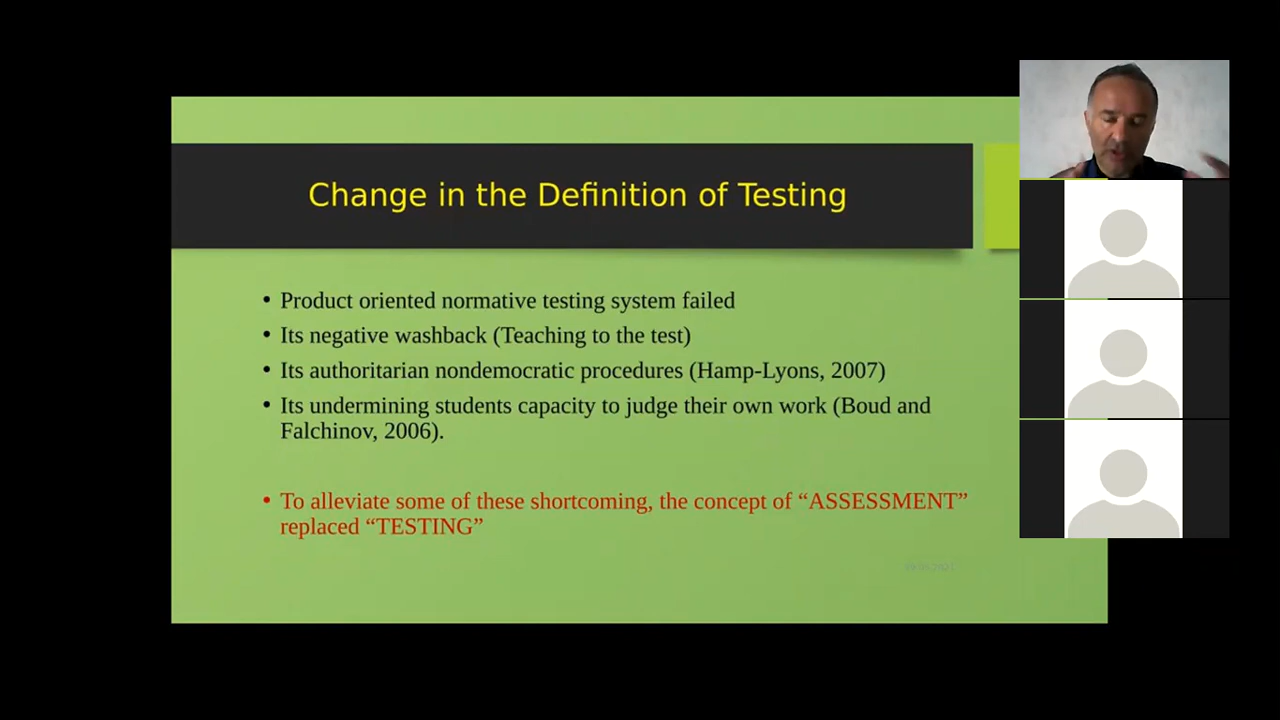 Change in the Definition of Testing
• Product oriented normative testing system failed
• Its negative washback (Teaching to the test)
• Its authoritarian nondemocratic procedures (Hamp-Lyons, 2007)
• Its undermining students capacity to judge their own work (Boud and
Falchinov, 2006).
• To alleviate some of these shortcoming, the concept of “ASSESSMENT”
replaced “TESTING”